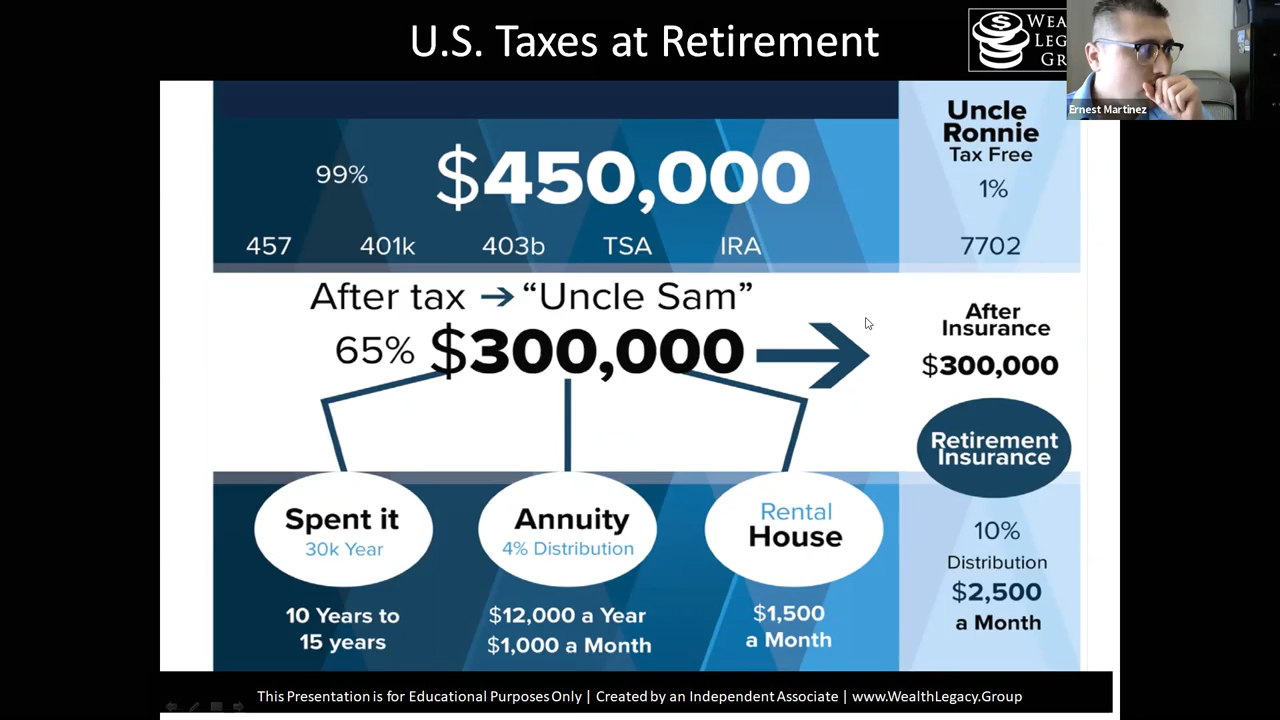 U.S. Taxes at Retirement
Ernest Martinez
Uncle
Ronnie
Tax Free
1%
7702
99%
$450,000
457 401k 403b TSA IRA
After tax → “Uncle Sam”
65% $300,000
After
Insurance
$300,000
Retirement
Insurance
Spent it
30k Year
10 Years to
15 years
Annuity
4% Distribution
$12,000 a Year
$1,000 a Month
Rental
House
$1,500
a Month
10%
Distribution
$2,500
a Month
This Presentation is for Educational Purposes Only | Created by an Independent Associate | www.WealthLegacy.Group